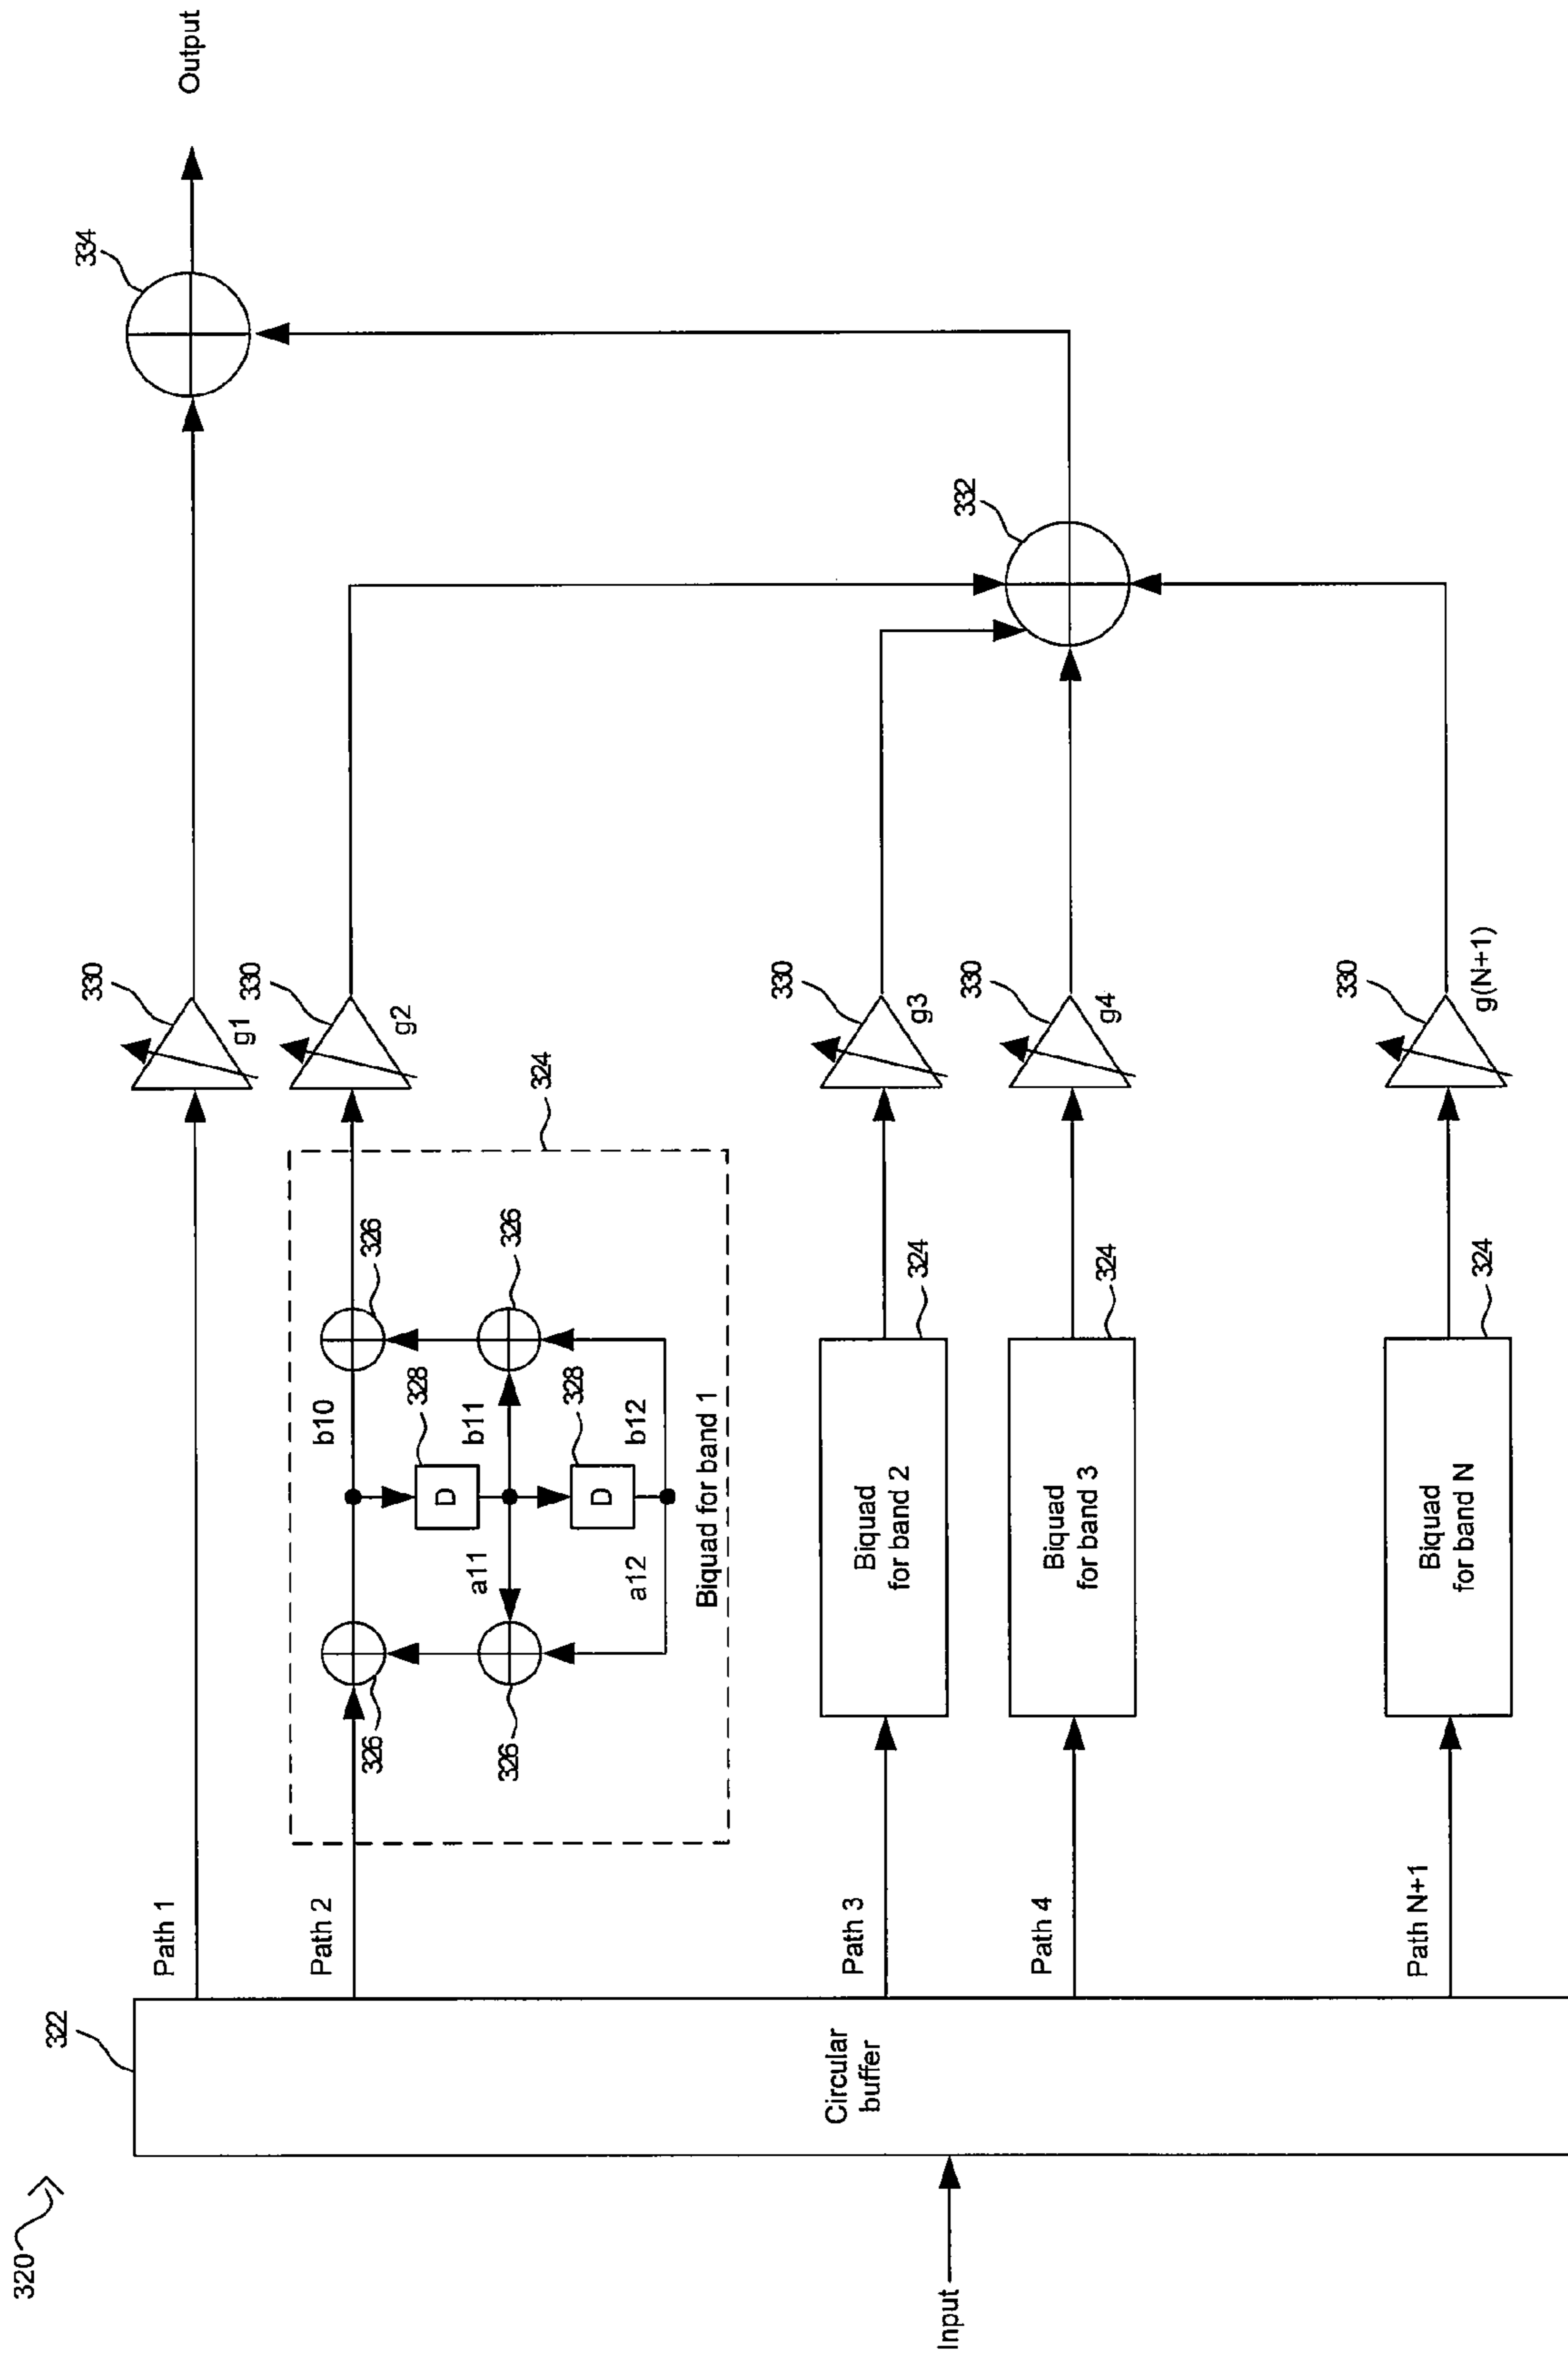 320
322
Input
Circular
buffer
Path 1
330
g1
334
Output
Path 2
326
b10
326
330
g2
328
D
a11
b11
326
326
328
D
a12
b12
Biquad for band 1
324
Path 3
Biquad
for band 2
324
330
g3
332
Path 4
Biquad
for band 3
324
330
g4
Path N+1
Biquad
for band N
324
330
g(N+1)